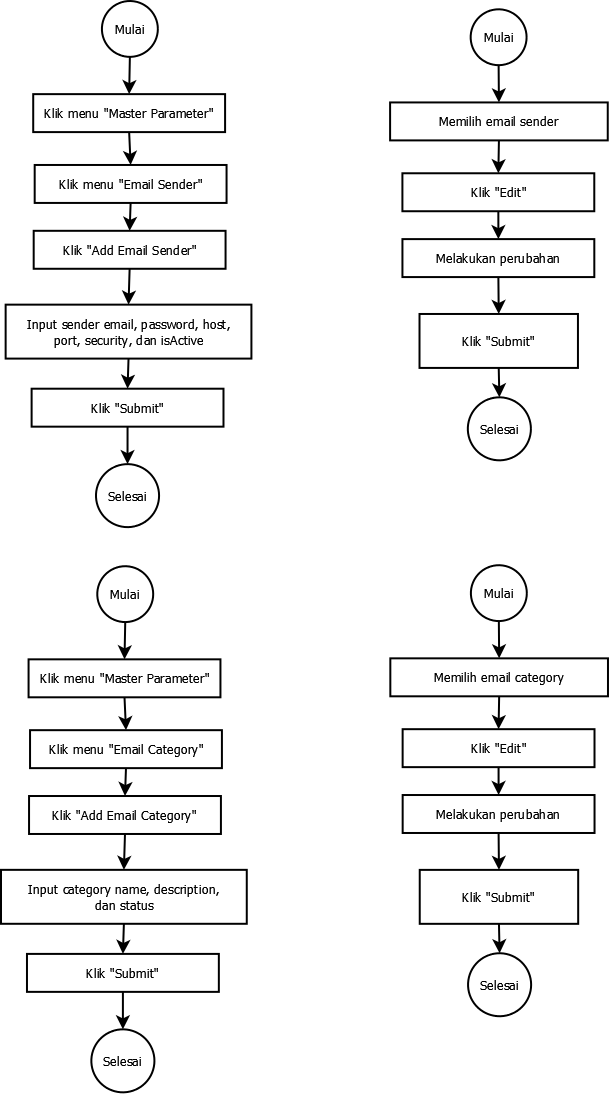 Mulai
Klik menu "Master Parameter"
Klik menu "Email Sender"
Klik "Add Email Sender"
Input sender email, password, host,
port, security, dan isActive
Klik "Submit"
Selesai
Mulai
Memilih email sender
Klik "Edit"
Melakukan perubahan
Klik "Submit"
Selesai
Mulai
Klik menu "Master Parameter"
Klik menu "Email Category"
Klik "Add Email Category"
Input category name, description,
dan status
Klik "Submit"
Selesai
Mulai
Memilih email category
Klik "Edit"
Melakukan perubahan
Klik "Submit"
Selesai